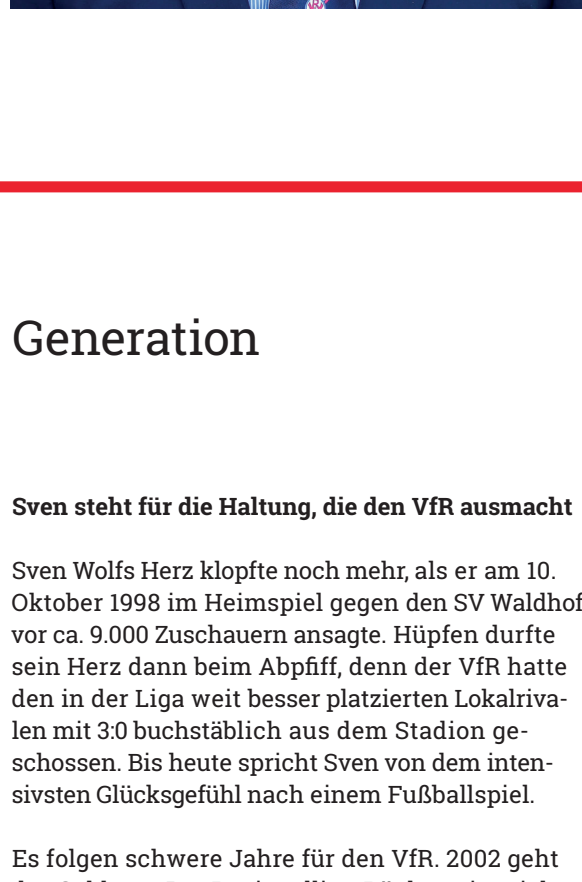 Generation
Sven steht für die Haltung, die den VfR ausmacht
Sven Wolfs Herz klopfte noch mehr, als er am 10.
Oktober 1998 im Heimspiel gegen den SV Waldhof
vor ca. 9.000 Zuschauern ansagte. Hüpfen durfte
sein Herz dann beim Abpfiff, denn der VfR hatte
den in der Liga weit besser platzierten Lokalriva-
len mit 3:0 buchstäblich aus dem Stadion ge-
schossen. Bis heute spricht Sven von dem inten-
sivsten Glücksgefühl nach einem Fußballspiel.
Es folgen schwere Jahre für den VfR. 2002 geht